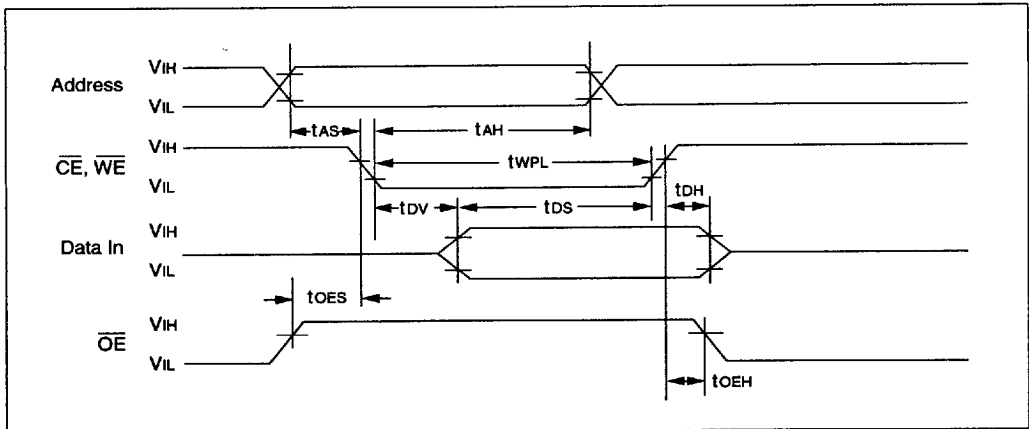 VIH
Address
VIL
tAS
tAH
VIH
CE, WE
tWPL
VIL
tDH
tDV
tDS
VIH
Data In
VIL
tOES
VIH
OE
VIL
tOEH